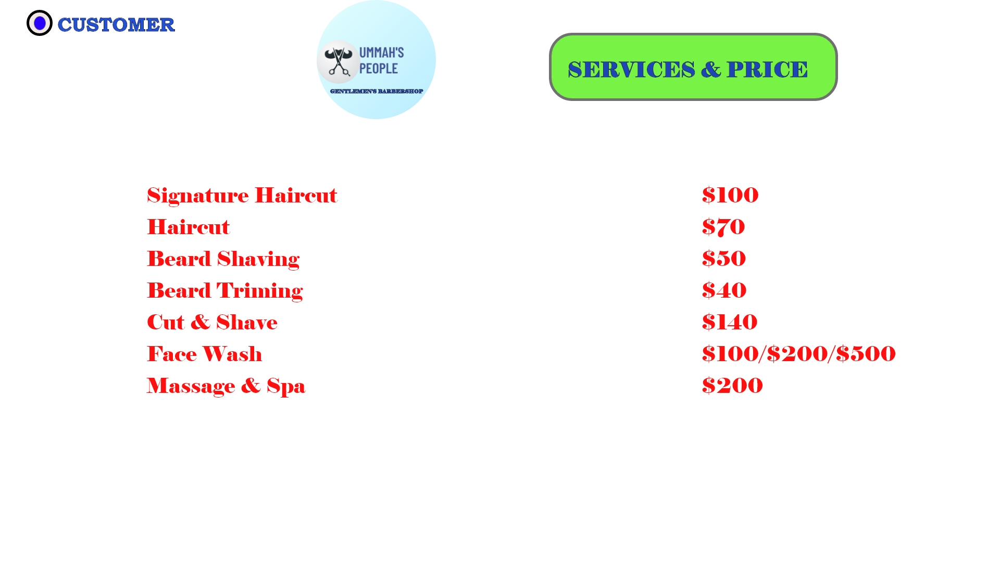 CUSTOMER
UMMAH'S
PEOPLE
GENTLEMEN'S BARBERSHOP
SERVICES & PRICE
Signature Haircut $100
Haircut $70
Beard Shaving $50
Beard Triming $40
Cut & Shave $140
Face Wash $100/$200/$500
Massage & Spa $200